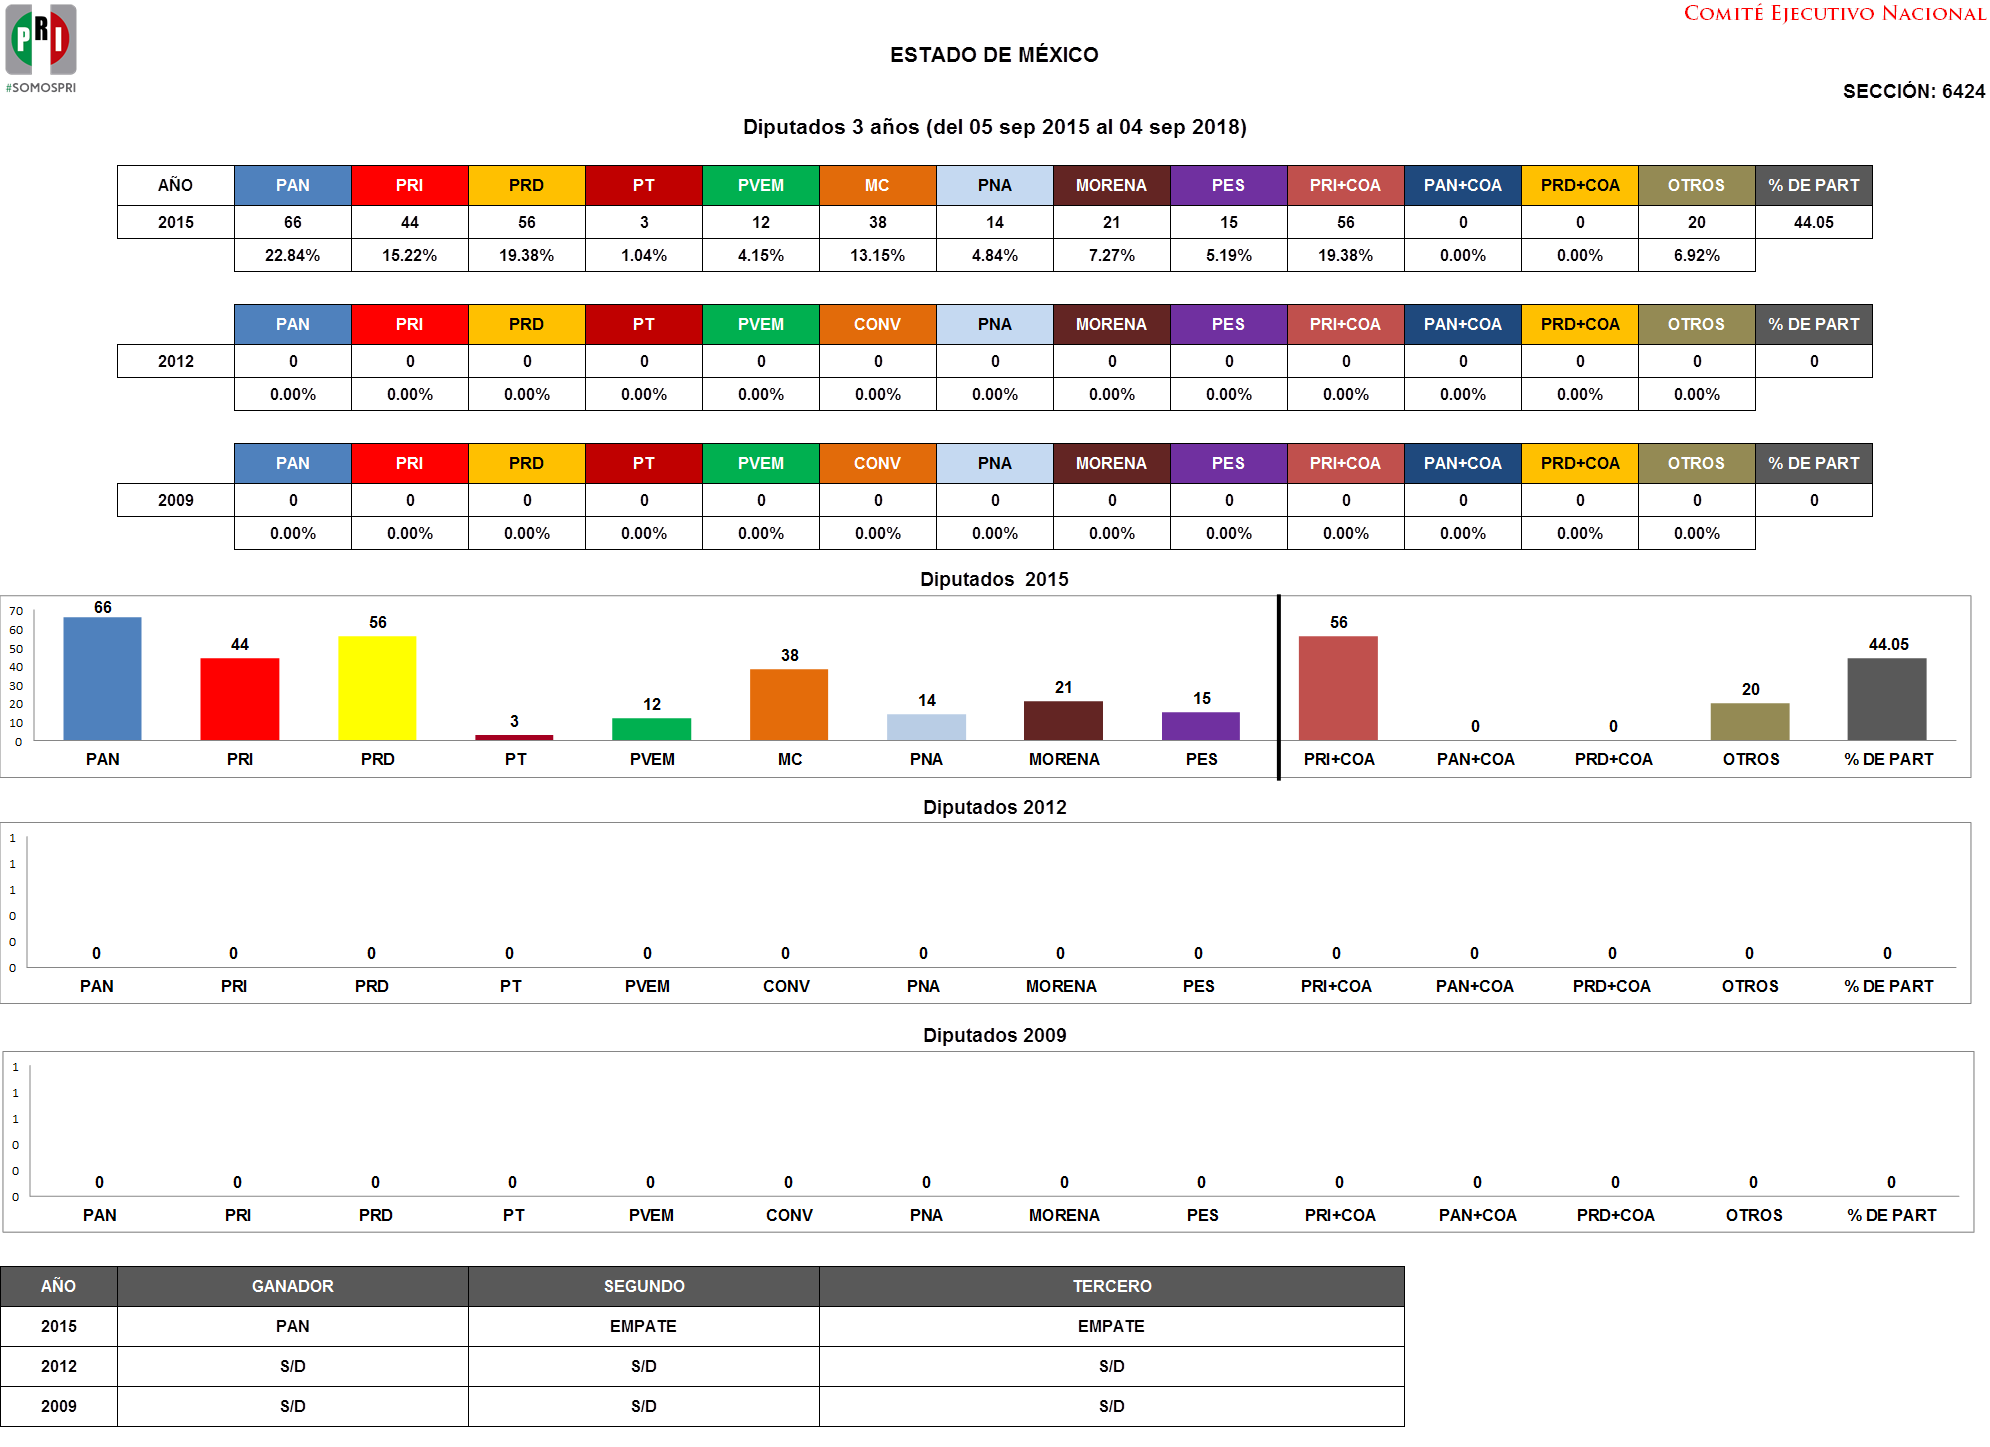 PRI
#SOMOSPRI
COMITÉ EJECUTIVO NACIONAL
ESTADO DE MÉXICO
SECCIÓN: 6424
Diputados 3 años (del 05 sep 2015 al 04 sep 2018)
AÑO PAN PRI PRD PT PVEM MC PNA MORENA PES PRI+COA PAN+COA PRD+COA OTROS % DE PART
2015 66 44 56 3 12 38 14 21 15 56 0 0 20 44.05
22.84% 15.22% 19.38% 1.04% 4.15% 13.15% 4.84% 7.27% 5.19% 19.38% 0.00% 0.00% 6.92%
PAN PRI PRD PT PVEM CONV PNA MORENA PES PRI+COA PAN+COA PRD+COA OTROS % DE PART
2012 0 0 0 0 0 0 0 0 0 0 0 0 0 0
0.00% 0.00% 0.00% 0.00% 0.00% 0.00% 0.00% 0.00% 0.00% 0.00% 0.00% 0.00% 0.00%
PAN PRI PRD PT PVEM CONV PNA MORENA PES PRI+COA PAN+COA PRD+COA OTROS % DE PART
2009 0 0 0 0 0 0 0 0 0 0 0 0 0 0
0.00% 0.00% 0.00% 0.00% 0.00% 0.00% 0.00% 0.00% 0.00% 0.00% 0.00% 0.00% 0.00%
Diputados 2015
70
60
50
40
30
20
10
0
66 44 56 3 12 38 14 21 15 56 0 0 20 44.05
PAN PRI PRD PT PVEM MC PNA MORENA PES PRI+COA PAN+COA PRD+COA OTROS % DE PART
Diputados 2012
1
1
1
0
0
0
0 0 0 0 0 0 0 0 0 0 0 0 0 0
PAN PRI PRD PT PVEM CONV PNA MORENA PES PRI+COA PAN+COA PRD+COA OTROS % DE PART
Diputados 2009
1
1
1
0
0
0
0 0 0 0 0 0 0 0 0 0 0 0 0 0
PAN PRI PRD PT PVEM CONV PNA MORENA PES PRI+COA PAN+COA PRD+COA OTROS % DE PART
AÑO GANADOR SEGUNDO TERCERO
2015 PAN EMPATE EMPATE
2012 S/D S/D S/D
2009 S/D S/D S/D